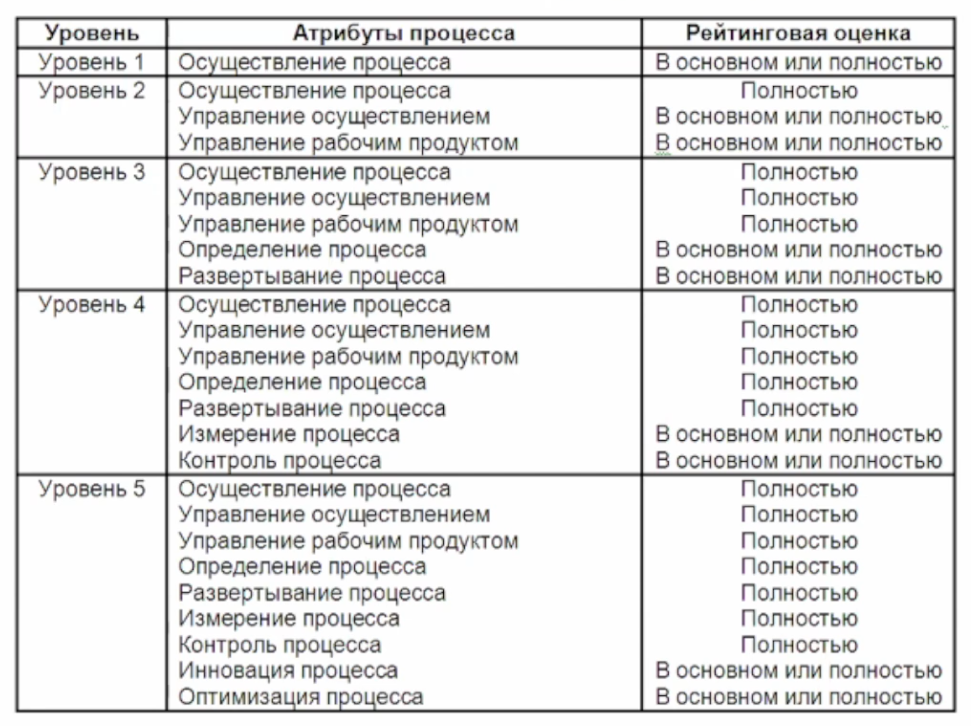 Уровень Атрибуты процесса Рейтинговая оценка
Уровень 1 Осуществление процесса В основном или полностью
Уровень 2 Осуществление процесса Полностью
Управление осуществлением В основном или полностью
Управление рабочим продуктом В основном или полностью
Уровень 3 Осуществление процесса Полностью
Управление осуществлением Полностью
Управление рабочим продуктом Полностью
Определение процесса В основном или полностью
Развертывание процесса В основном или полностью
Уровень 4 Осуществление процесса Полностью
Управление осуществлением Полностью
Управление рабочим продуктом Полностью
Определение процесса Полностью
Развертывание процесса Полностью
Измерение процесса В основном или полностью
Контроль процесса В основном или полностью
Уровень 5 Осуществление процесса Полностью
Управление осуществлением Полностью
Управление рабочим продуктом Полностью
Определение процесса Полностью
Развертывание процесса Полностью
Измерение процесса Полностью
Контроль процесса Полностью
Инновация процесса В основном или полностью
Оптимизация процесса В основном или полностью